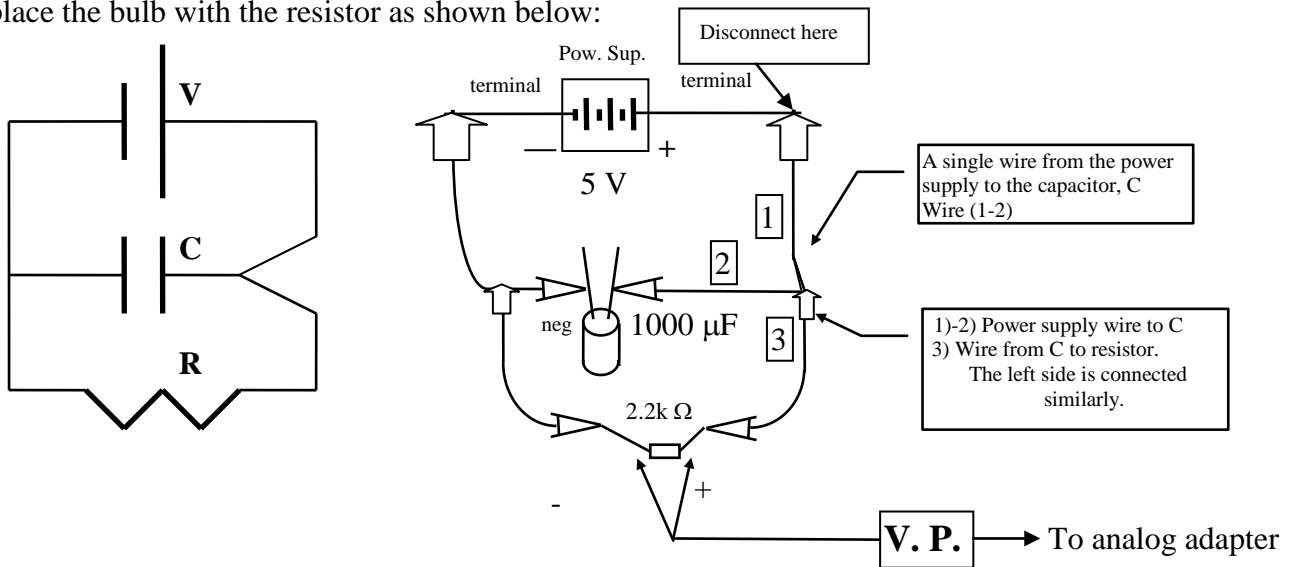 place the bulb with the resistor as shown below:
V
C
R
Disconnect here
Pow. Sup.
terminal
terminal
— +
5 V
A single wire from the power
supply to the capacitor, C
Wire (1-2)
1
2
neg
1000 μF
3
1)-2) Power supply wire to C
3) Wire from C to resistor.
The left side is connected
similarly.
2.2k Ω
- +
V. P.
To analog adapter